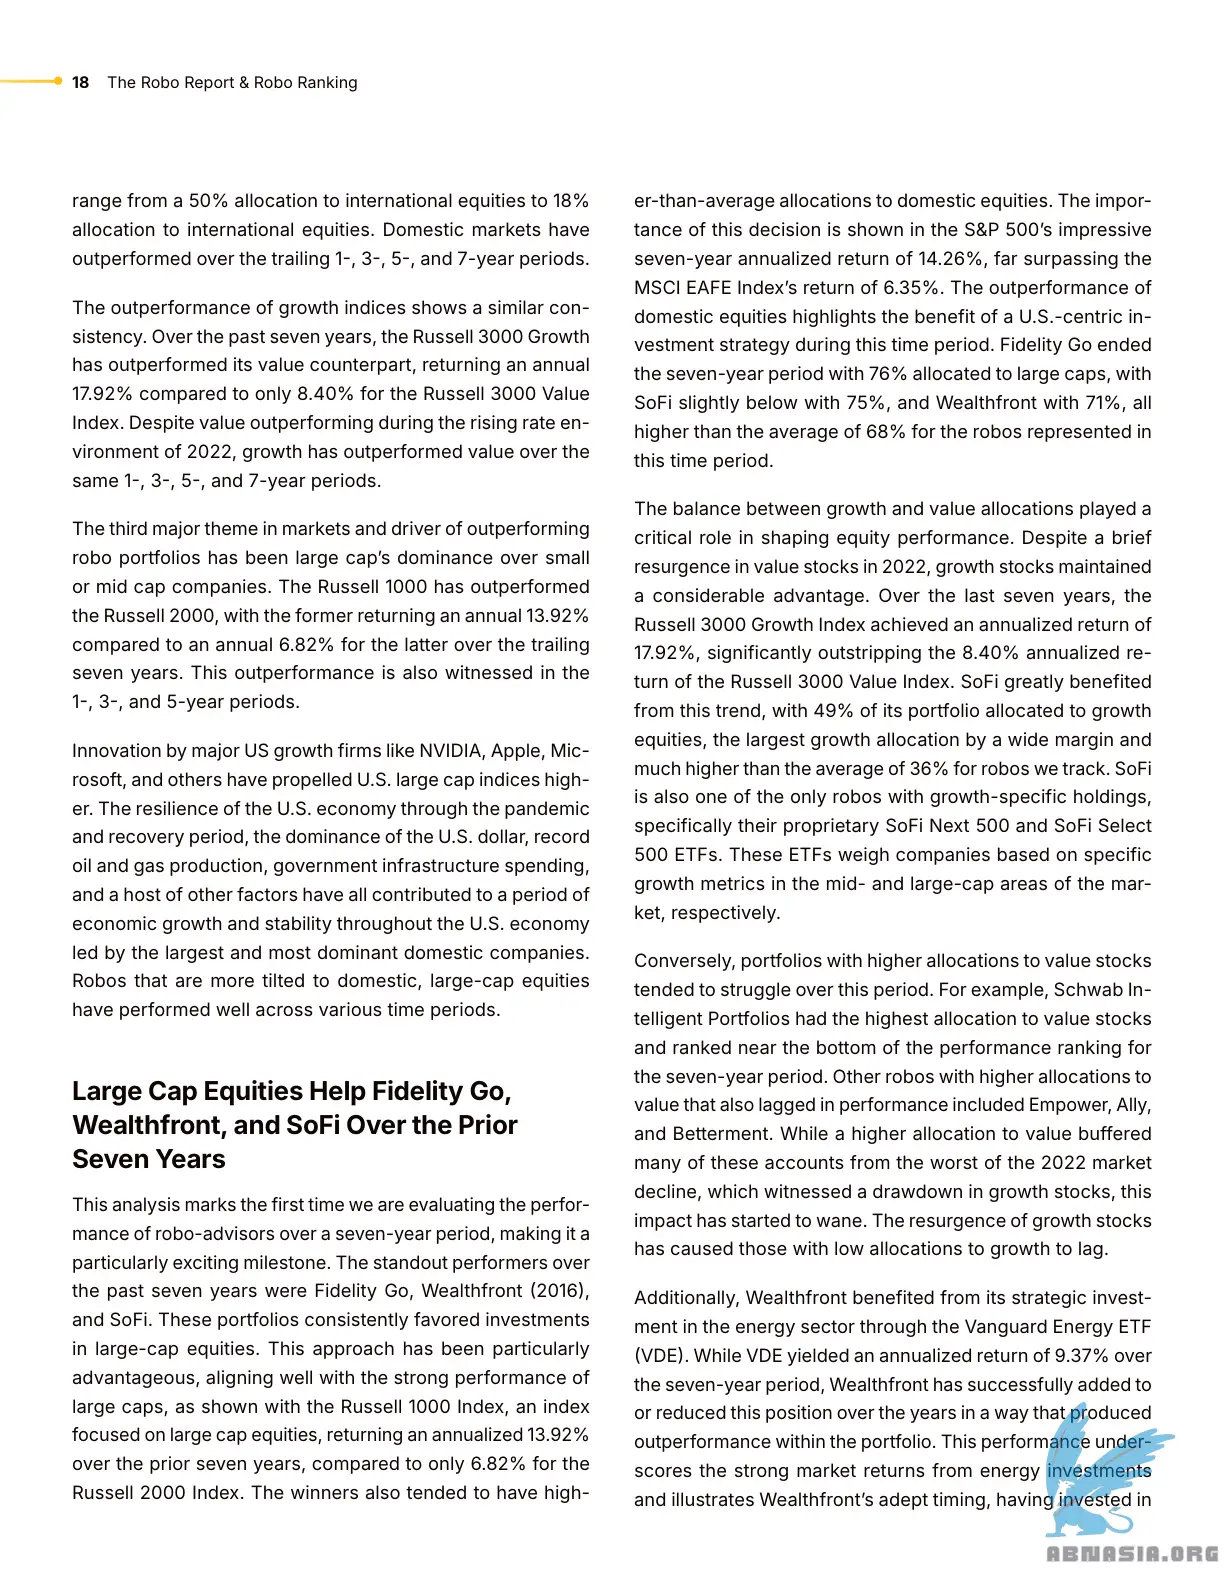 18 The Robo Report & Robo Ranking
range from a 50% allocation to international equities to 18%
allocation to international equities. Domestic markets have
outperformed over the trailing 1-, 3-, 5-, and 7-year periods.
The outperformance of growth indices shows a similar con-
sistency. Over the past seven years, the Russell 3000 Growth
has outperformed its value counterpart, returning an annual
17.92% compared to only 8.40% for the Russell 3000 Value
Index. Despite value outperforming during the rising rate en-
vironment of 2022, growth has outperformed value over the
same 1-, 3-, 5-, and 7-year periods.
The third major theme in markets and driver of outperforming
robo portfolios has been large cap's dominance over small
or mid cap companies. The Russell 1000 has outperformed
the Russell 2000, with the former returning an annual 13.92%
compared to an annual 6.82% for the latter over the trailing
seven years. This outperformance is also witnessed in the
1-, 3-, and 5-year periods.
Innovation by major US growth firms like NVIDIA, Apple, Mic-
rosoft, and others have propelled U.S. large cap indices high-
er. The resilience of the U.S. economy through the pandemic
and recovery period, the dominance of the U.S. dollar, record
oil and gas production, government infrastructure spending,
and a host of other factors have all contributed to a period of
economic growth and stability throughout the U.S. economy
led by the largest and most dominant domestic companies.
Robos that are more tilted to domestic, large-cap equities
have performed well across various time periods.
Large Cap Equities Help Fidelity Go,
Wealthfront, and SoFi Over the Prior
Seven Years
This analysis marks the first time we are evaluating the perfor-
mance of robo-advisors over a seven-year period, making it a
particularly exciting milestone. The standout performers over
the past seven years were Fidelity Go, Wealthfront (2016),
and SoFi. These portfolios consistently favored investments
in large-cap equities. This approach has been particularly
advantageous, aligning well with the strong performance of
large caps, as shown with the Russell 1000 Index, an index
focused on large cap equities, returning an annualized 13.92%
over the prior seven years, compared to only 6.82% for the
Russell 2000 Index. The winners also tended to have high-
er-than-average allocations to domestic equities. The impor-
tance of this decision is shown in the S&P 500's impressive
seven-year annualized return of 14.26%, far surpassing the
MSCI EAFE Index's return of 6.35%. The outperformance of
domestic equities highlights the benefit of a U.S.-centric in-
vestment strategy during this time period. Fidelity Go ended
the seven-year period with 76% allocated to large caps, with
SoFi slightly below with 75%, and Wealthfront with 71%, all
higher than the average of 68% for the robos represented in
this time period.
The balance between growth and value allocations played a
critical role in shaping equity performance. Despite a brief
resurgence in value stocks in 2022, growth stocks maintained
a considerable advantage. Over the last seven years, the
Russell 3000 Growth Index achieved an annualized return of
17.92%, significantly outstripping the 8.40% annualized re-
turn of the Russell 3000 Value Index. SoFi greatly benefited
from this trend, with 49% of its portfolio allocated to growth
equities, the largest growth allocation by a wide margin and
much higher than the average of 36% for robos we track. SoFi
is also one of the only robos with growth-specific holdings,
specifically their proprietary SoFi Next 500 and SoFi Select
500 ETFs. These ETFs weigh companies based on specific
growth metrics in the mid- and large-cap areas of the mar-
ket, respectively.
Conversely, portfolios with higher allocations to value stocks
tended to struggle over this period. For example, Schwab In-
telligent Portfolios had the highest allocation to value stocks
and ranked near the bottom of the performance ranking for
the seven-year period. Other robos with higher allocations to
value that also lagged in performance included Empower, Ally,
and Betterment. While a higher allocation to value buffered
many of these accounts from the worst of the 2022 market
decline, which witnessed a drawdown in growth stocks, this
impact has started to wane. The resurgence of growth stocks
has caused those with low allocations to growth to lag.
Additionally, Wealthfront benefited from its strategic invest-
ment in the energy sector through the Vanguard Energy ETF
(VDE). While VDE yielded an annualized return of 9.37% over
the seven-year period, Wealthfront has successfully added to
or reduced this position over the years in a way that produced
outperformance within the portfolio. This performance under-
scores the strong market returns from energy investments
and illustrates Wealthfront's adept timing, having invested in
ABNASIA.ORG